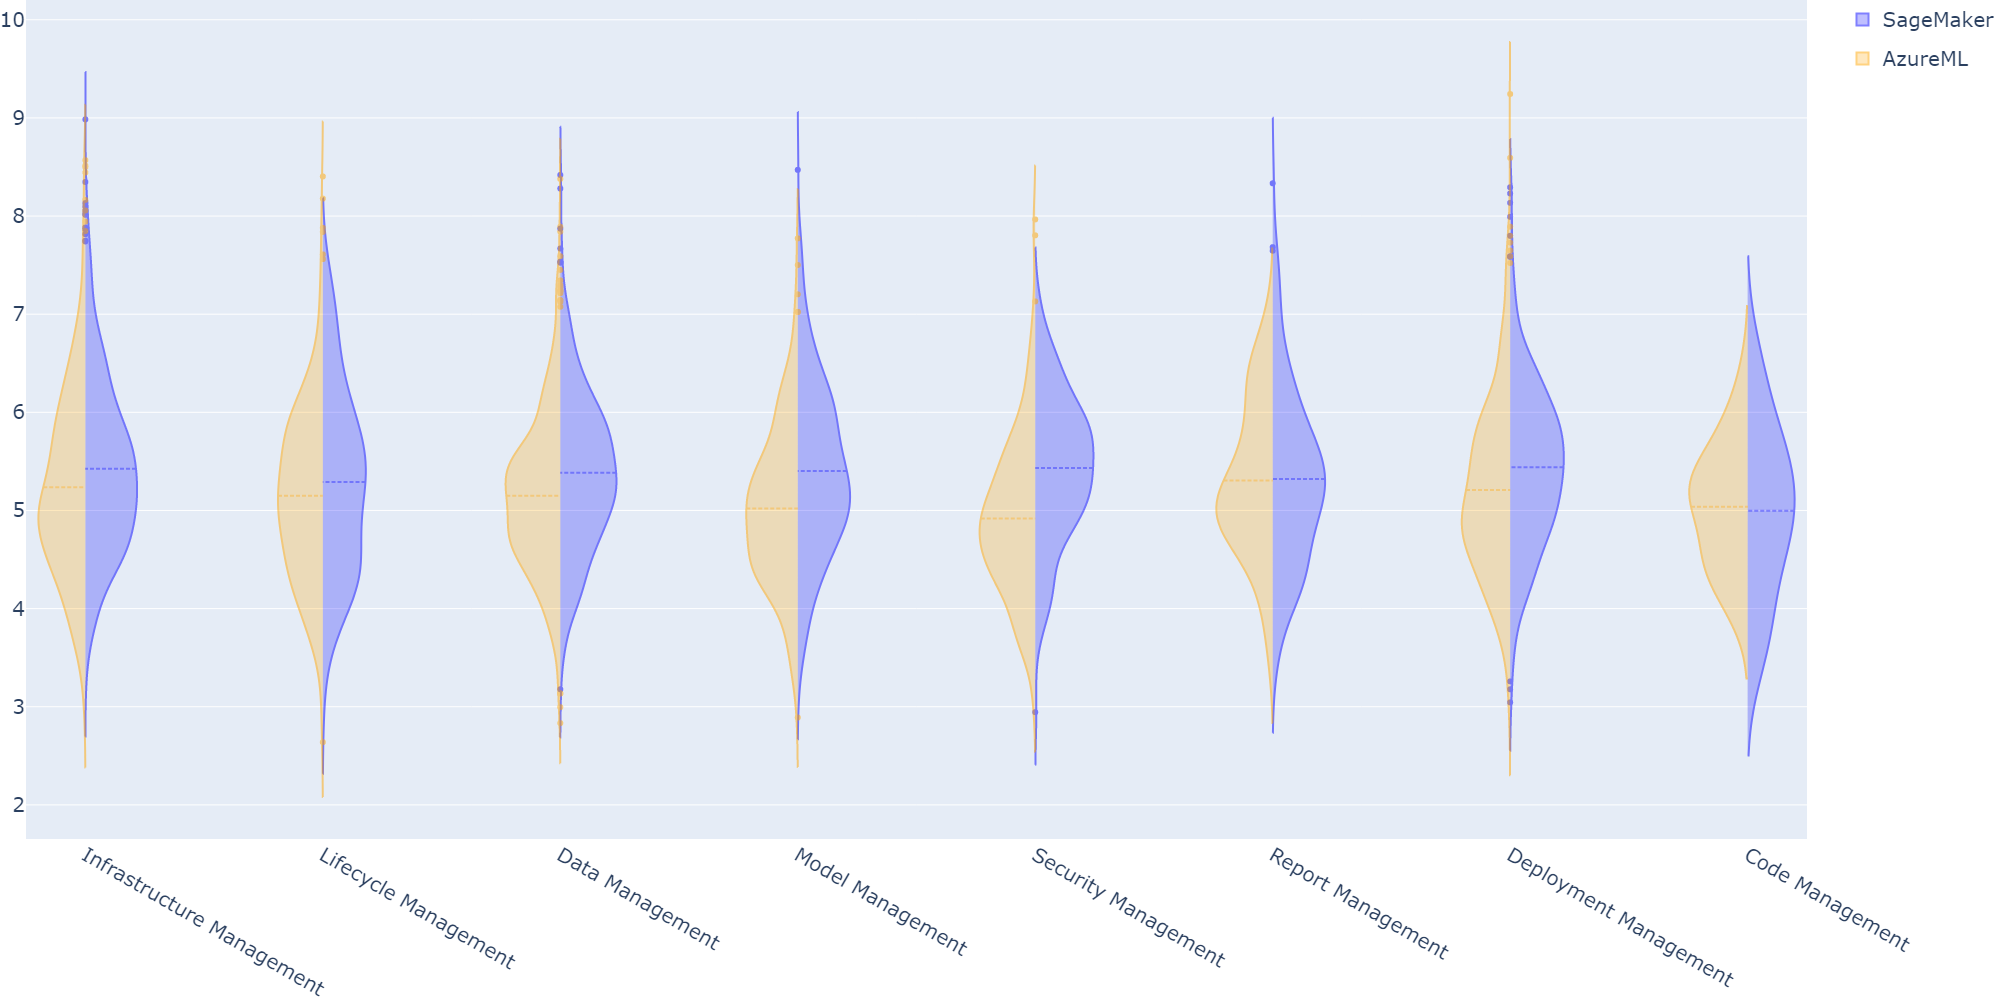 10
9
8
7
6
5
4
3
2
SageMaker
AzureML
Infrastructure Management
Lifecycle Management
Data Management
Model Management
Security Management
Report Management
Deployment Management
Code Management